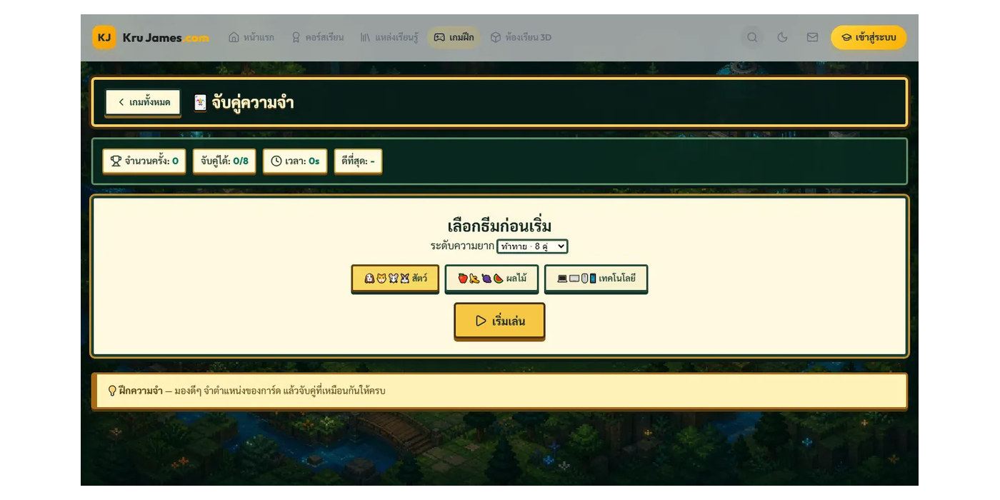 KJ Kru James.com หน้าแรก คอร์สเรียน แหล่งเรียนรู้ เกมฝึก ห้องเรียน 3D เข้าสู่ระบบ
เกมทั้งหมด จับคู่ความจำ
จำนวนครั้ง: 0 จับคู่ได้: 0/8 เวลา: 0s ดีที่สุด: -
เลือกธีมก่อนเริ่ม
ระดับความยาก ท้าทาย · 8 คู่
สัตว์ ผลไม้ เทคโนโลยี
เริ่มเล่น
ฝึกความจำ — มองดีๆ จำตำแหน่งของการ์ด แล้วจับคู่ที่เหมือนกันให้ครบ